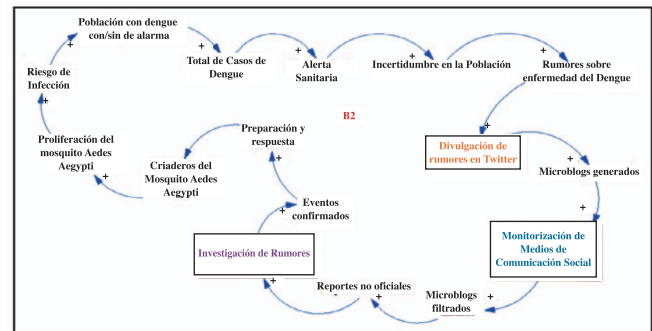 Población con dengue
con/sin de alarma
+
Total de Casos de
Dengue
+
Alerta
Sanitaria
+
Incertidumbre en la Población
+
Rumores sobre
enfermedad del Dengue
+
Divulgación de
rumores en Twitter
+
Microblogs generados
+
Monitorización de
Medios de
Comunicación Social
+
Microblogs
filtrados
+
Reportes no oficiales
+
Investigación de Rumores
+
Eventos
confirmados
+
Preparación y
respuesta
Criaderos del
Mosquito Aedes
Aegypti
+
Proliferación del
mosquito Aedes
Aegypti
+
Riesgo de
Infección
+
B2